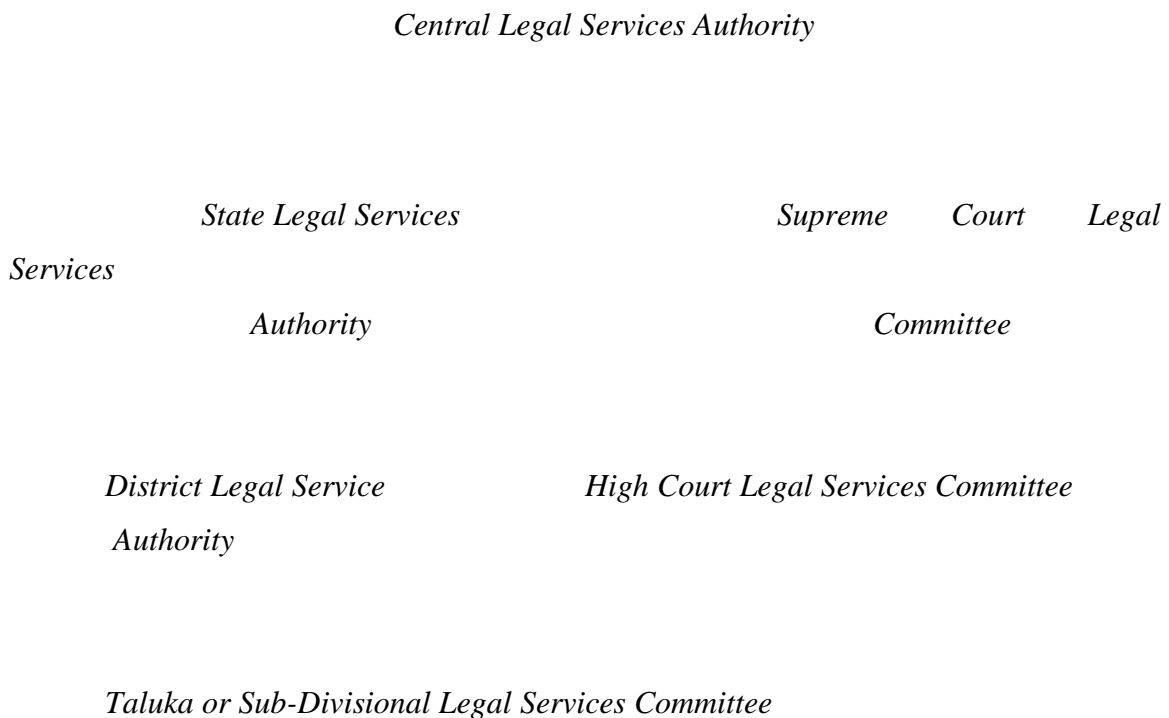 Central Legal Services Authority
State Legal Services Supreme Court Legal
Services
Authority Committee
District Legal Service High Court Legal Services Committee
Authority
Taluka or Sub-Divisional Legal Services Committee